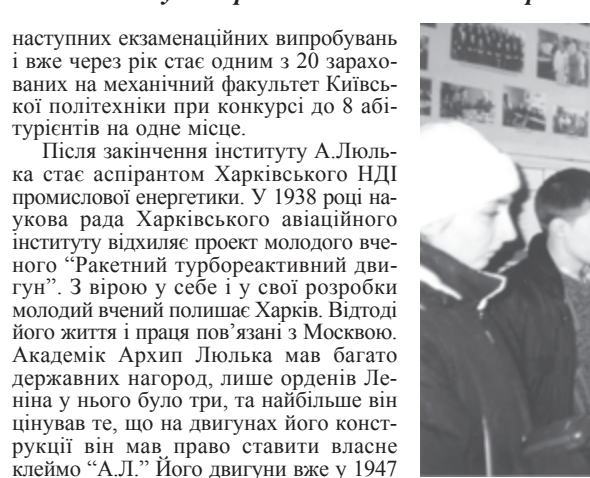 наступних екзаменаційних випробувань
і вже через рік стає одним з 20 зарахо-
ваних на механічний факультет Київсь-
кої політехніки при конкурсі до 8 абі-
турієнтів на одне місце.
Після закінчення інституту А.Люль-
ка стає аспірантом Харківського НДІ
промислової енергетики. У 1938 році на-
укова рада Харківського авіаційного
інституту відхиляє проект молодого вче-
ного “Ракетний турбореактивний дви-
гун”. З вірою у себе і у свої розробки
молодий вчений полишає Харків. Відтоді
його життя і праця пов’язані з Москвою.
Академік Архип Люлька мав багато
державних нагород, лише орденів Ле-
ніна у нього було три, та найбільше він
цінував те, що на двигунах його конст-
рукції він мав право ставити власне
клеймо “А.Л.” Його двигуни вже у 1947